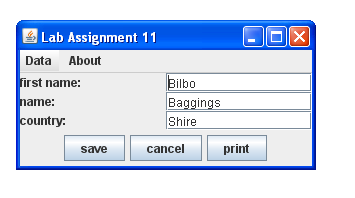 Lab Assignment 11
Data About
first name: Bilbo
name: Baggings
country: Shire
save cancel print